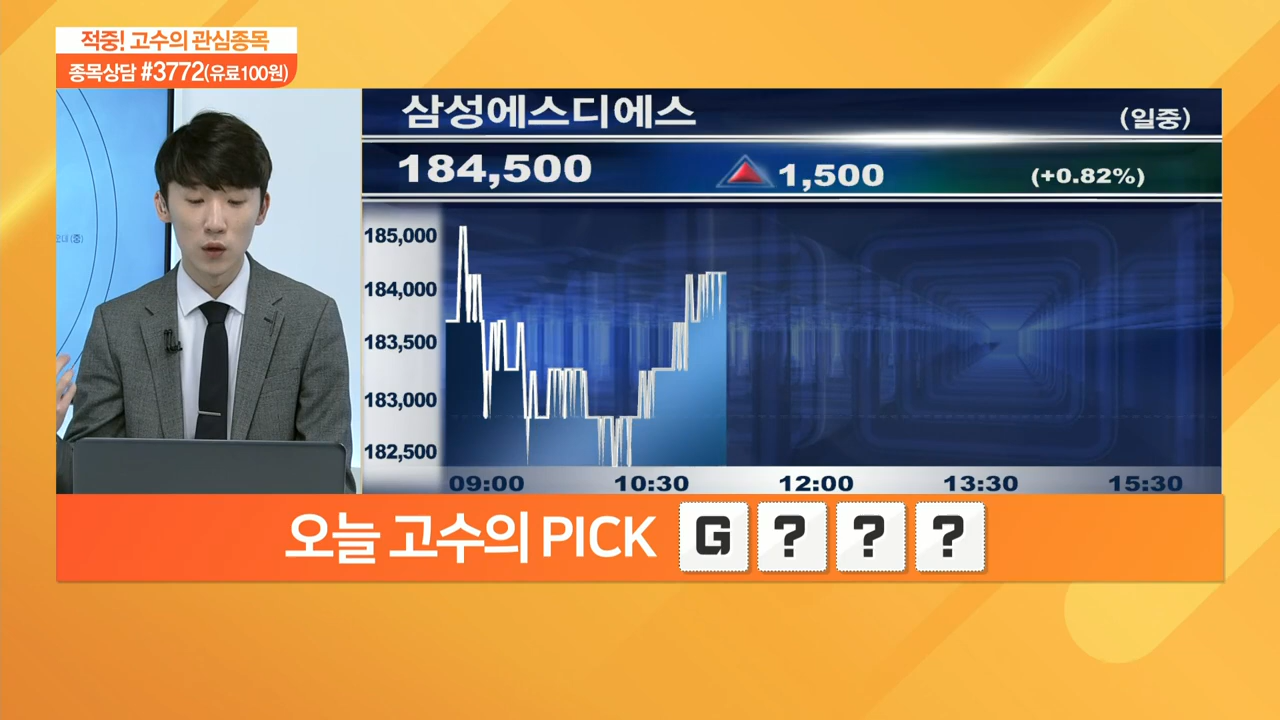 적중! 고수의 관심종목
종목상담 #3772(유료100원)
오대 (중)
삼성에스디에스
(일중)
184,500 1,500 (+0.82%)
185,000
184,000
183,500
183,000
182,500
09:00 10:30 12:00 13:30 15:30
오늘 고수의 PICK G ? ? ?